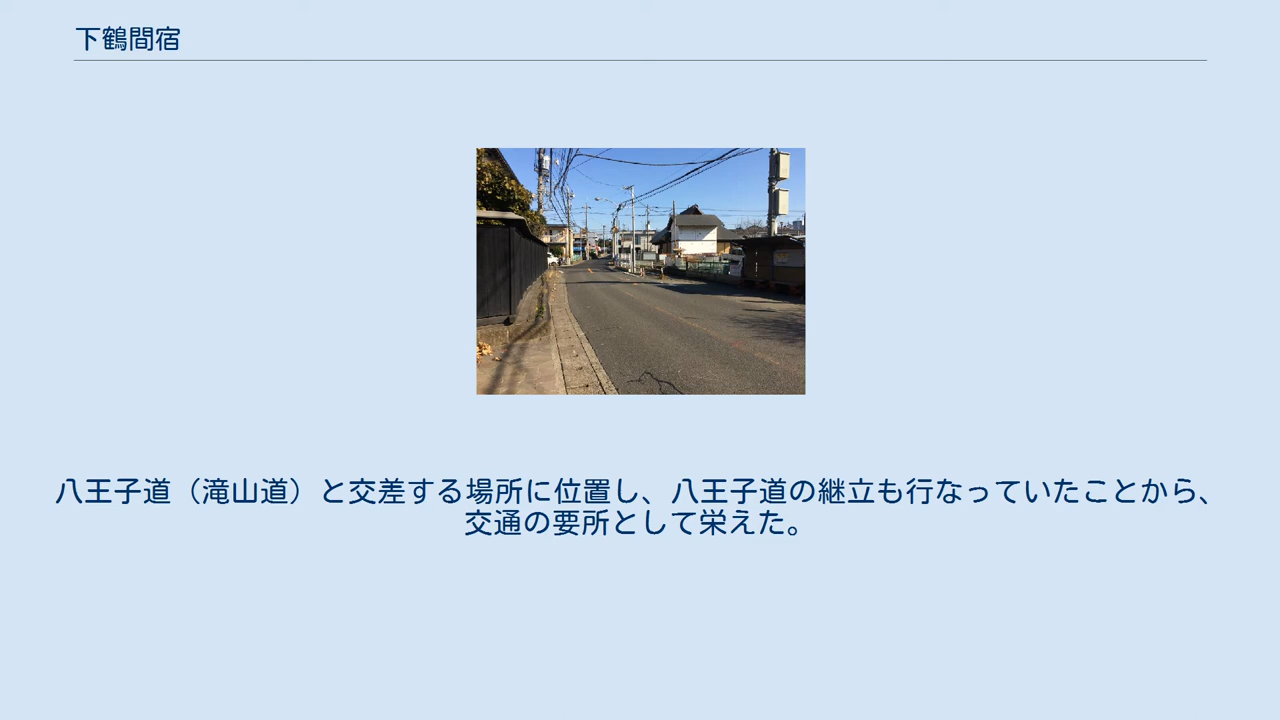 下鶴間宿
八王子道（滝山道）と交差する場所に位置し、八王子道の継立も行なっていたことから、
交通の要所として栄えた。